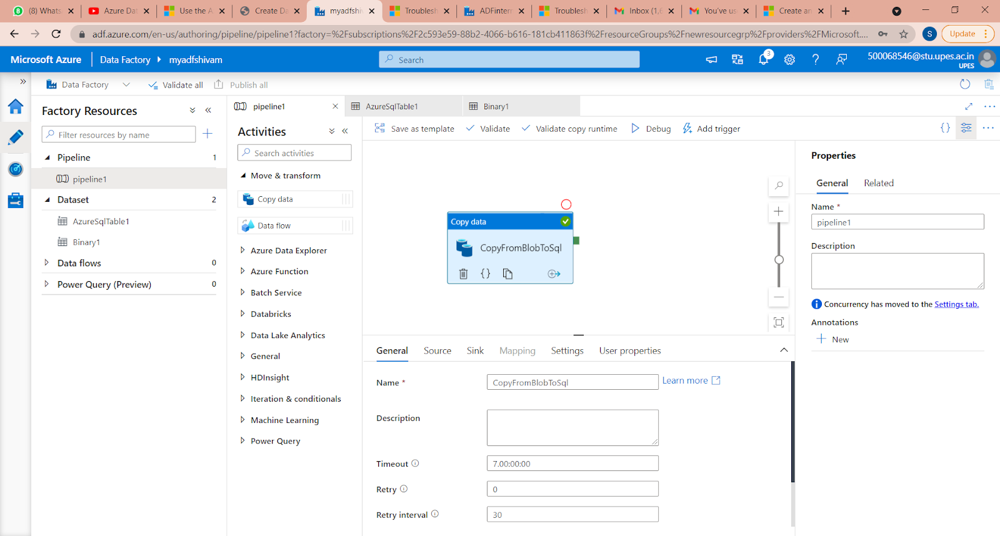 (8) Whats
Azure Dat
Use the A
Create Da
myadfshiv
Troublesh
ADFintern
Troublesh
Inbox (1,6
You've us
Create an
adf.azure.com/en-us/authoring/pipeline/pipeline1?factory=%2Fsubscriptions%2F2c593e59-88b2-4066-b616-181cb411863f%2FresourceGroups%2Fnewresourcegrp%2Fproviders%2FMicrosoft....
S
Update
Microsoft Azure
Data Factory
myadfshivam
Search
3
500068546@stu.upes.ac.in
UPES
Data Factory
Validate all
Publish all
Factory Resources
Filter resources by name
Pipeline 1
pipeline1
Dataset 2
AzureSqlTable1
Binary1
Data flows 0
Power Query (Preview) 0
pipeline1
AzureSqlTable1
Binary1
Activities
Search activities
Move & transform
Copy data
Data flow
Azure Data Explorer
Azure Function
Batch Service
Databricks
Data Lake Analytics
General
HDInsight
Iteration & conditionals
Machine Learning
Power Query
Save as template
Validate
Validate copy runtime
Debug
Add trigger
Copy data
CopyFromBlobToSql
General
Source
Sink
Mapping
Settings
User properties
Name *
CopyFromBlobToSql
Learn more
Description
Timeout
7.00:00:00
Retry
0
Retry interval
30
Properties
General
Related
Name *
pipeline1
Description
Concurrency has moved to the Settings tab.
Annotations
New